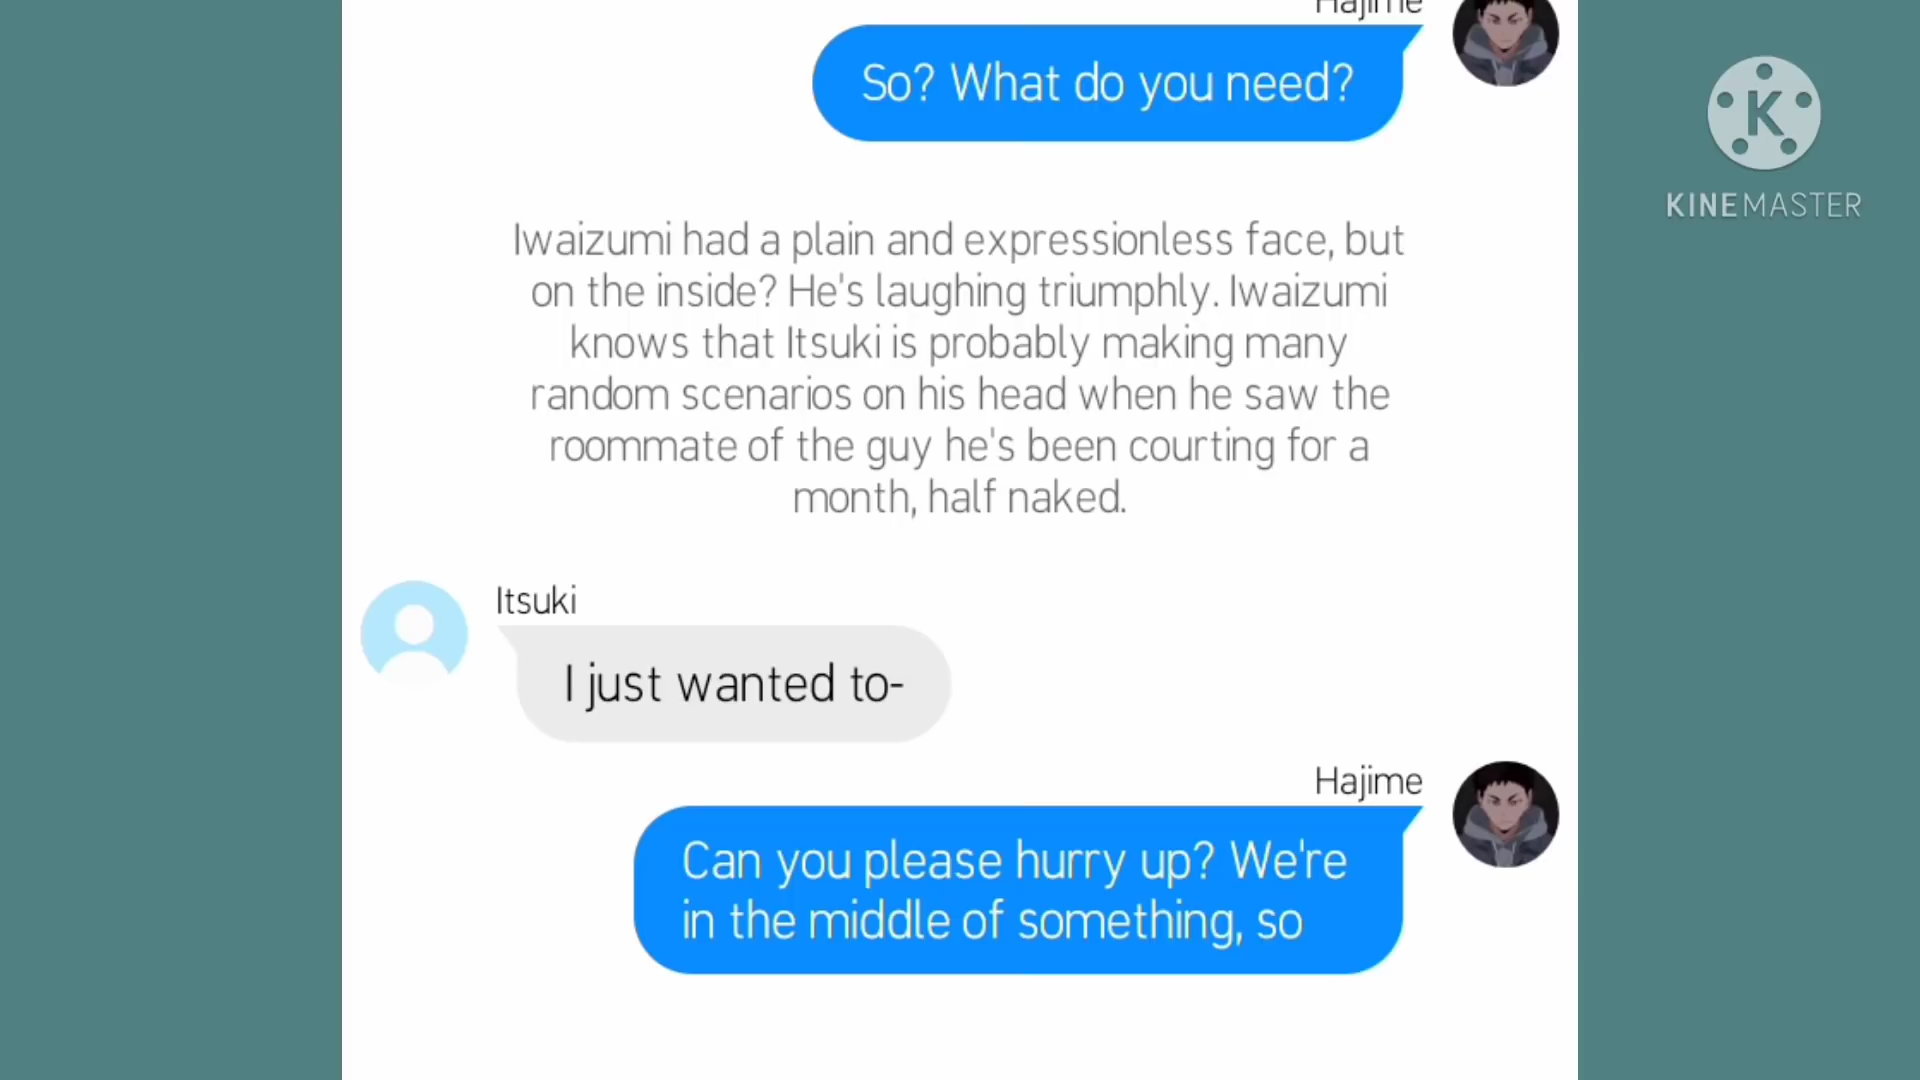 Hajime
So? What do you need?
K
KINEMASTER
Iwaizumi had a plain and expressionless face, but
on the inside? He's laughing triumphly. Iwaizumi
knows that Itsuki is probably making many
random scenarios on his head when he saw the
roommate of the guy he's been courting for a
month, half naked.
Itsuki
I just wanted to-
Hajime
Can you please hurry up? We're
in the middle of something, so